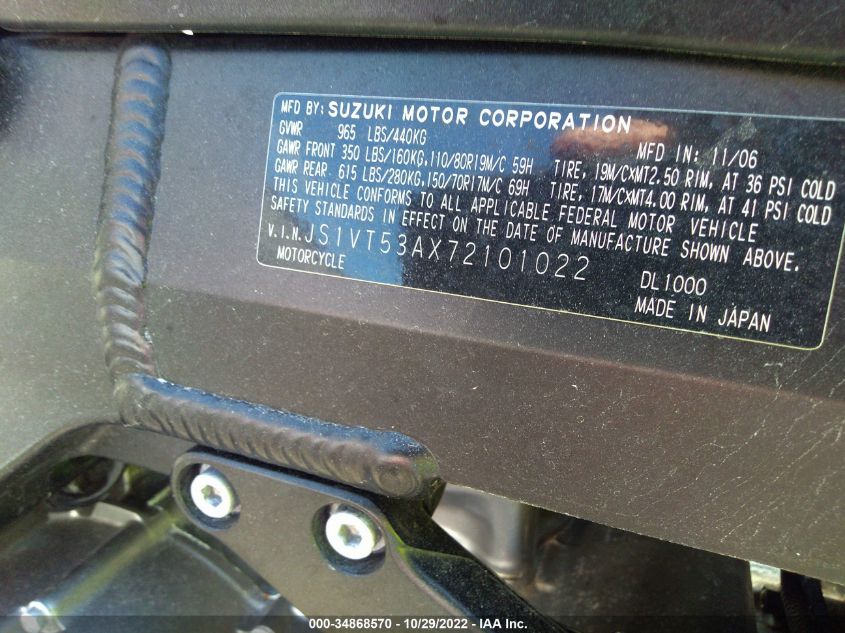 MFD BY: SUZUKI MOTOR CORPORATION
GVWR 965 LBS/440KG MFD IN: 11/06
GAWR FRONT 350 LBS/160KG,110/80R19M/C 59H TIRE, 19M/CXMT2.50 RIM, AT 36 PSI COLD
GAWR REAR 615 LBS/280KG,150/70R17M/C 69H TIRE, 17M/CXMT4.00 RIM, AT 41 PSI COLD
THIS VEHICLE CONFORMS TO ALL APPLICABLE FEDERAL MOTOR VEHICLE
SAFETY STANDARDS IN EFFECT ON THE DATE OF MANUFACTURE SHOWN ABOVE.
V.I.N. JS1VT53AX72101022 DL1000
MOTORCYCLE MADE IN JAPAN
000-34868570 / 10/29/2022 - IAA Inc.